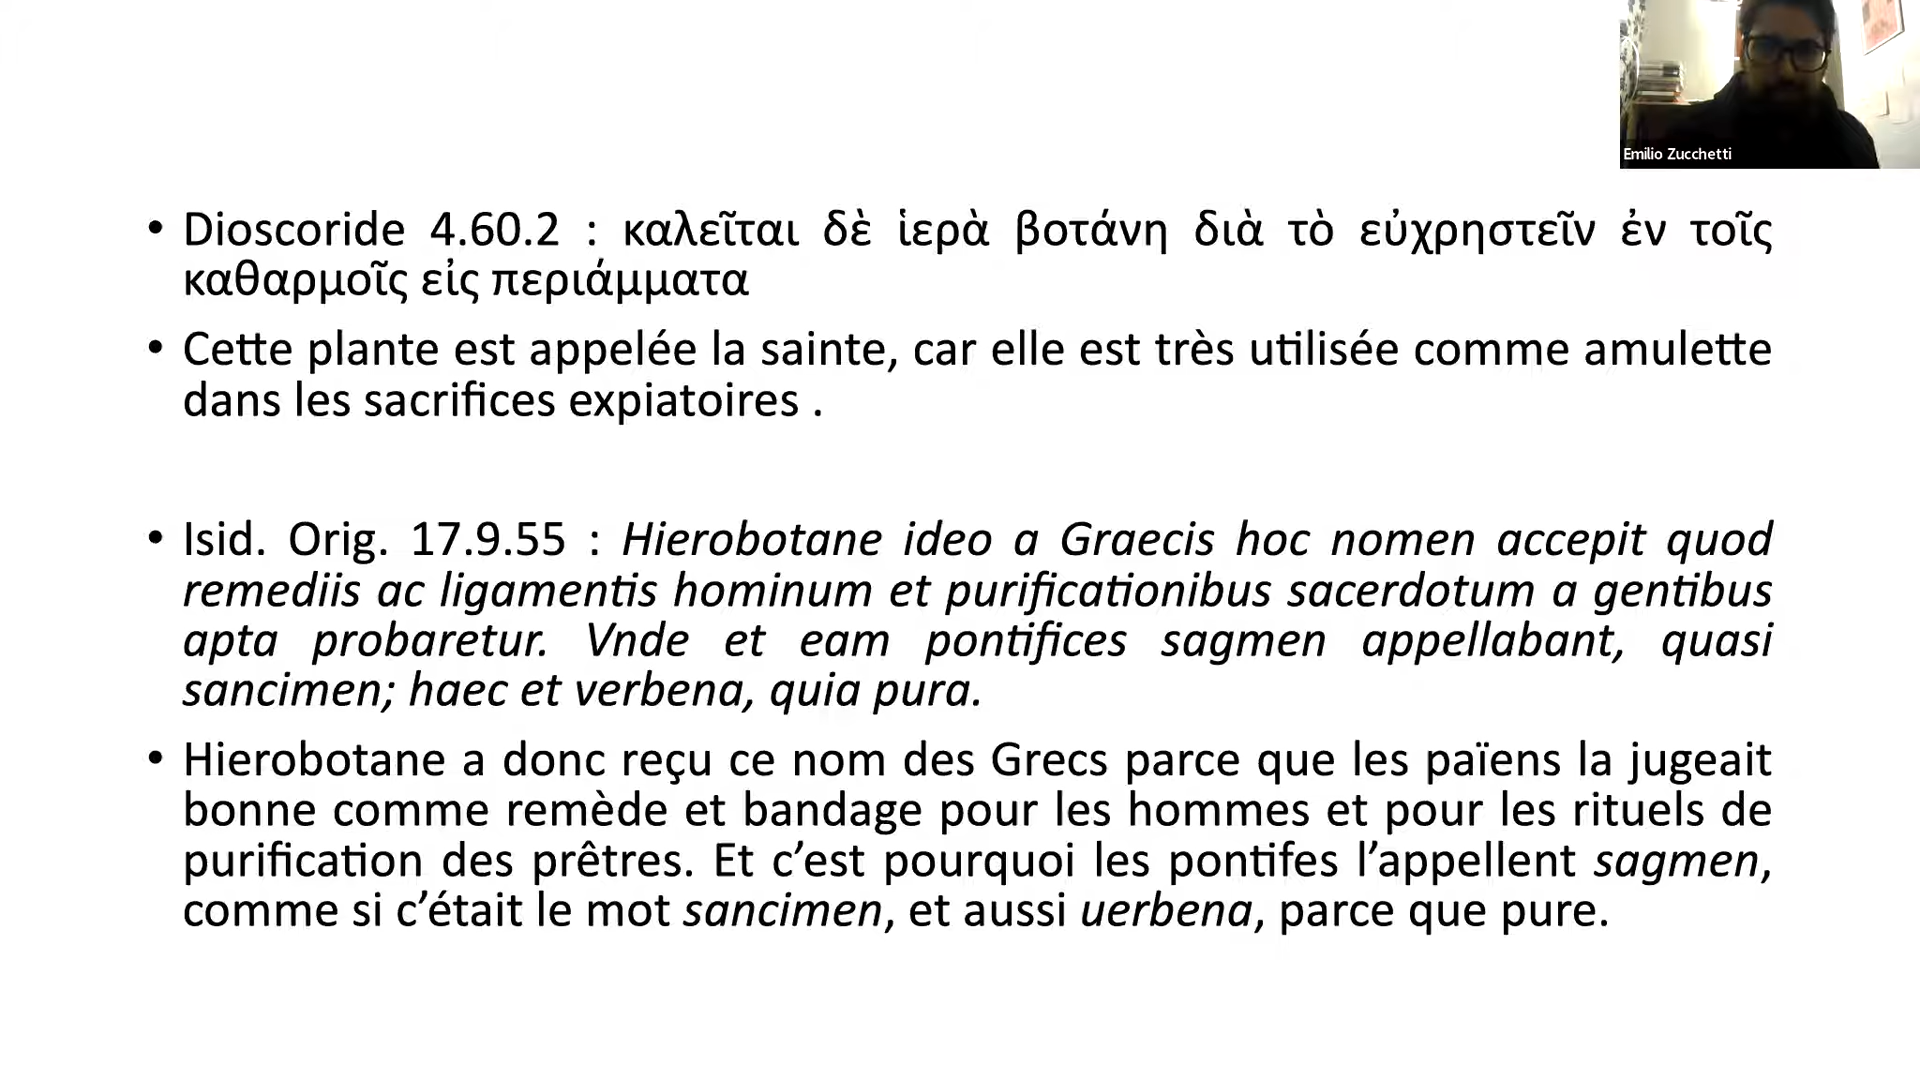 Emilio Zucchetti
• Dioscoride 4.60.2 : καλεῖται δὲ ἱερὰ βοτάνη διὰ τὸ εὐχρηστεῖν ἐν τοῖς
καθαρμοῖς εἰς περιάμματα
• Cette plante est appelée la sainte, car elle est très utilisée comme amulette
dans les sacrifices expiatoires .
• Isid. Orig. 17.9.55 : Hierobotane ideo a Graecis hoc nomen accepit quod
remediis ac ligamentis hominum et purificationibus sacerdotum a gentibus
apta probaretur. Vnde et eam pontifices sagmen appellabant, quasi
sancimen; haec et verbena, quia pura.
• Hierobotane a donc reçu ce nom des Grecs parce que les païens la jugeait
bonne comme remède et bandage pour les hommes et pour les rituels de
purification des prêtres. Et c’est pourquoi les pontifes l’appellent sagmen,
comme si c’était le mot sancimen, et aussi uerbena, parce que pure.